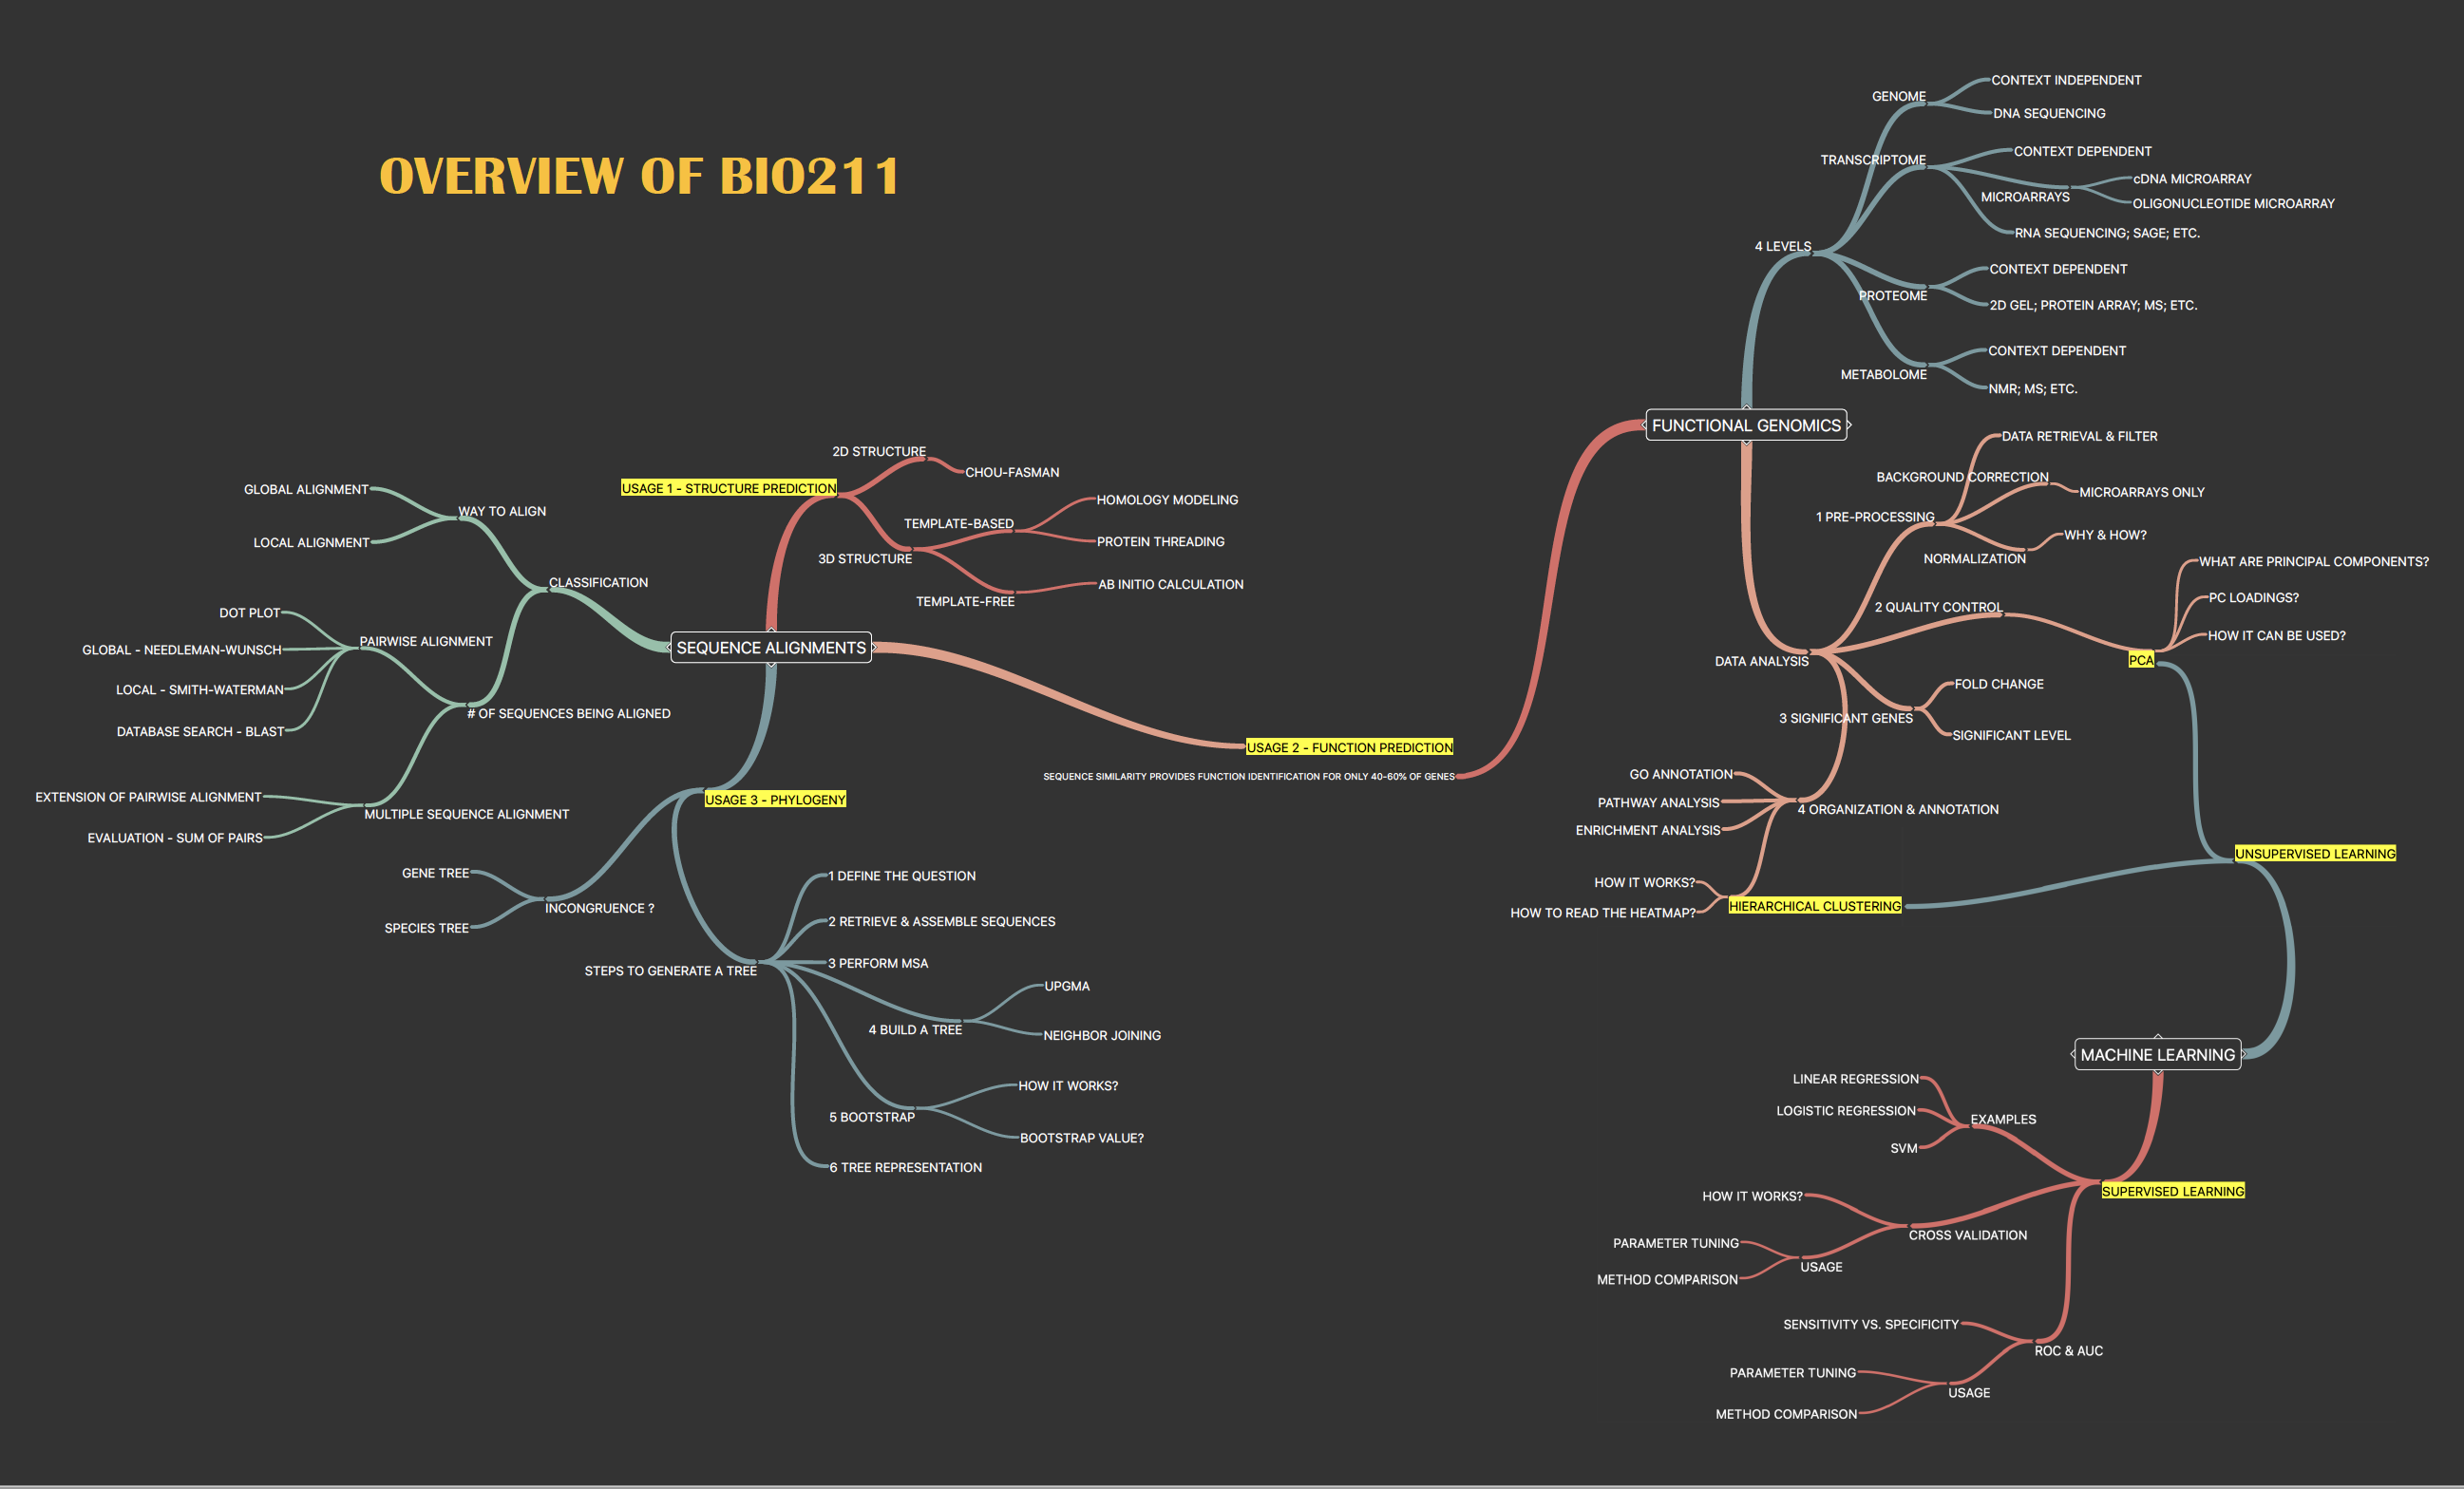 OVERVIEW OF BIO211
SEQUENCE ALIGNMENTS
CLASSIFICATION
WAY TO ALIGN
GLOBAL ALIGNMENT
LOCAL ALIGNMENT
# OF SEQUENCES BEING ALIGNED
PAIRWISE ALIGNMENT
DOT PLOT
GLOBAL - NEEDLEMAN-WUNSCH
LOCAL - SMITH-WATERMAN
DATABASE SEARCH - BLAST
MULTIPLE SEQUENCE ALIGNMENT
EXTENSION OF PAIRWISE ALIGNMENT
EVALUATION - SUM OF PAIRS
USAGE 1 - STRUCTURE PREDICTION
2D STRUCTURE
CHOU-FASMAN
3D STRUCTURE
TEMPLATE-BASED
HOMOLOGY MODELING
PROTEIN THREADING
TEMPLATE-FREE
AB INITIO CALCULATION
USAGE 2 - FUNCTION PREDICTION
SEQUENCE SIMILARITY PROVIDES FUNCTION IDENTIFICATION FOR ONLY 40-60% OF GENES
USAGE 3 - PHYLOGENY
INCONGRUENCE ?
GENE TREE
SPECIES TREE
STEPS TO GENERATE A TREE
1 DEFINE THE QUESTION
2 RETRIEVE & ASSEMBLE SEQUENCES
3 PERFORM MSA
4 BUILD A TREE
UPGMA
NEIGHBOR JOINING
5 BOOTSTRAP
HOW IT WORKS?
BOOTSTRAP VALUE?
6 TREE REPRESENTATION
FUNCTIONAL GENOMICS
4 LEVELS
GENOME
CONTEXT INDEPENDENT
DNA SEQUENCING
TRANSCRIPTOME
CONTEXT DEPENDENT
MICROARRAYS
cDNA MICROARRAY
OLIGONUCLEOTIDE MICROARRAY
RNA SEQUENCING; SAGE; ETC.
PROTEOME
CONTEXT DEPENDENT
2D GEL; PROTEIN ARRAY; MS; ETC.
METABOLOME
CONTEXT DEPENDENT
NMR; MS; ETC.
DATA ANALYSIS
1 PRE-PROCESSING
DATA RETRIEVAL & FILTER
BACKGROUND CORRECTION
MICROARRAYS ONLY
NORMALIZATION
WHY & HOW?
2 QUALITY CONTROL
PCA
WHAT ARE PRINCIPAL COMPONENTS?
PC LOADINGS?
HOW IT CAN BE USED?
3 SIGNIFICANT GENES
FOLD CHANGE
SIGNIFICANT LEVEL
4 ORGANIZATION & ANNOTATION
GO ANNOTATION
PATHWAY ANALYSIS
ENRICHMENT ANALYSIS
HIERARCHICAL CLUSTERING
HOW IT WORKS?
HOW TO READ THE HEATMAP?
MACHINE LEARNING
UNSUPERVISED LEARNING
SUPERVISED LEARNING
EXAMPLES
LINEAR REGRESSION
LOGISTIC REGRESSION
SVM
CROSS VALIDATION
HOW IT WORKS?
USAGE
PARAMETER TUNING
METHOD COMPARISON
ROC & AUC
SENSITIVITY VS. SPECIFICITY
USAGE
PARAMETER TUNING
METHOD COMPARISON